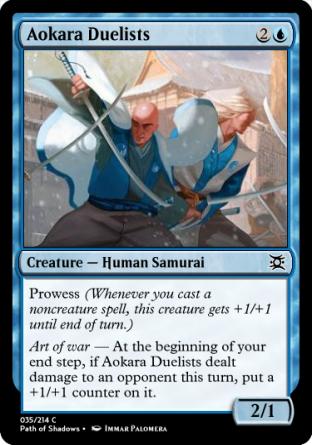 Aokara Duelists 2
Creature — Human Samurai
Prowess (Whenever you cast a
noncreature spell, this creature gets +1/+1
until end of turn.)
Art of war — At the beginning of your
end step, if Aokara Duelists dealt
damage to an opponent this turn, put a
+1/+1 counter on it.
2/1
035/214 C
Path of Shadows • Immar Palomera